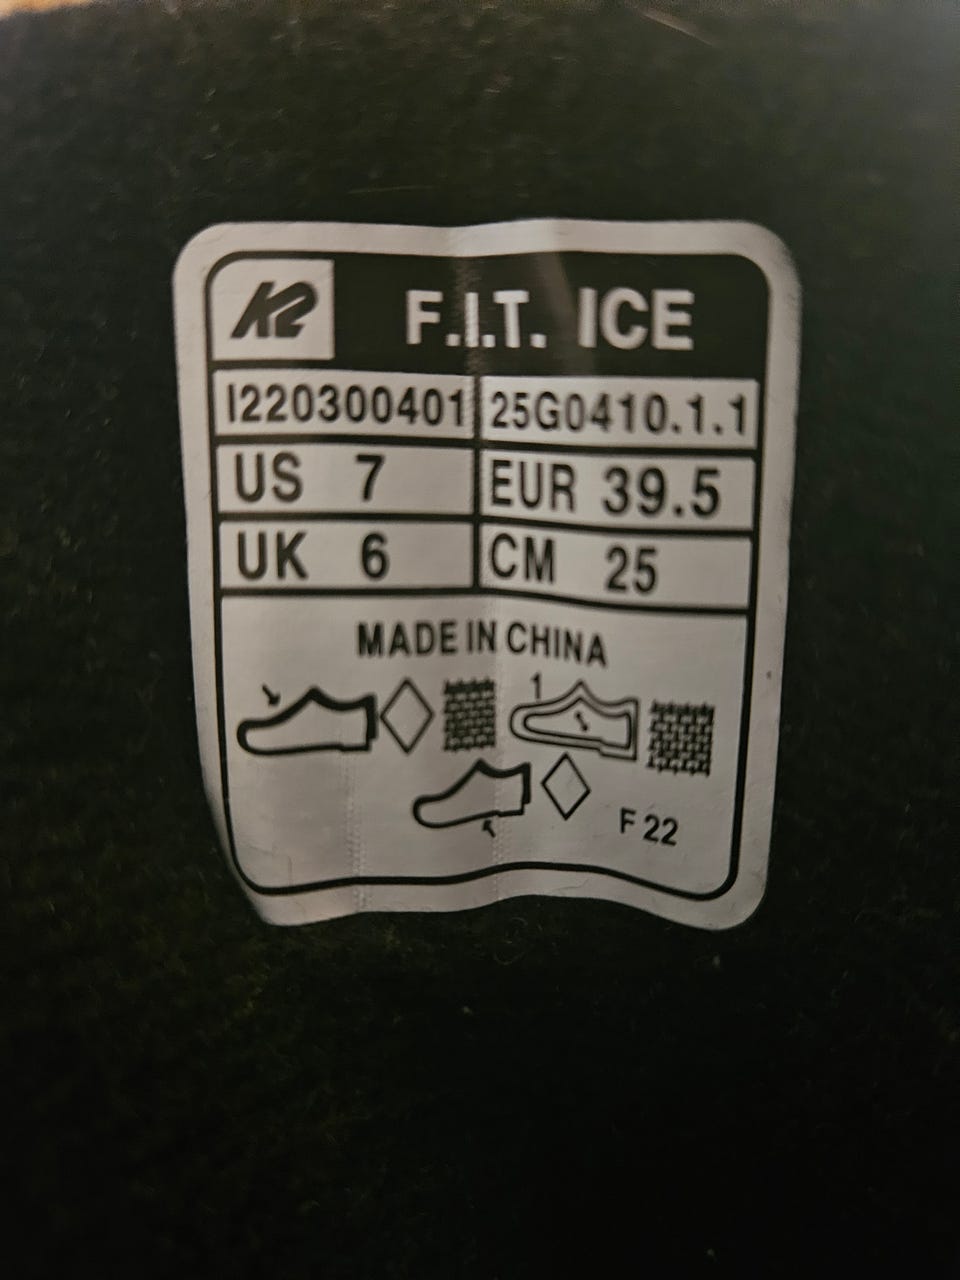 K2 F.I.T. ICE
I220300401 25G0410.1.1
US 7 EUR 39.5
UK 6 CM 25
MADE IN CHINA
1
F 22